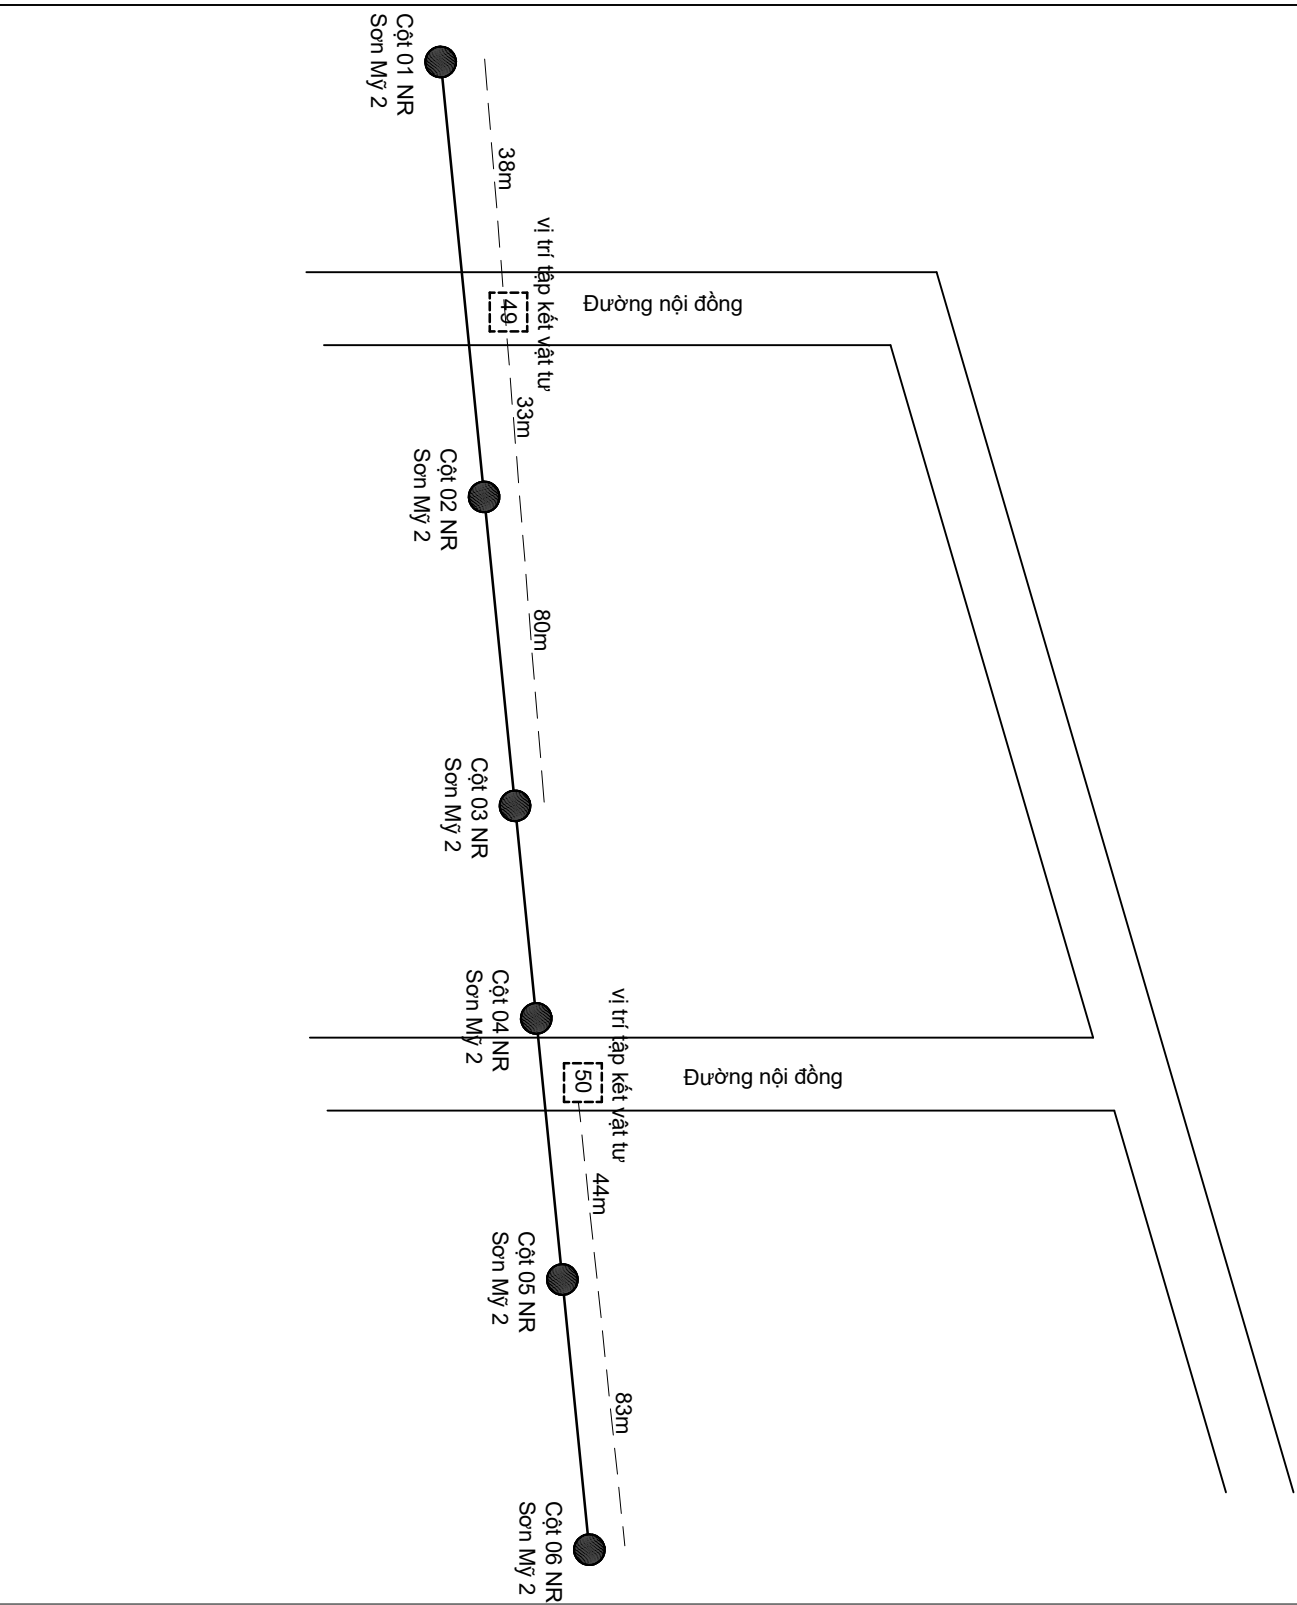 Cột 01 NR
Sơn Mỹ 2
38m
vị trí tập kết vật tư
49
Đường nội đồng
33m
Cột 02 NR
Sơn Mỹ 2
80m
Cột 03 NR
Sơn Mỹ 2
Cột 04 NR
Sơn Mỹ 2
vị trí tập kết vật tư
50
Đường nội đồng
44m
Cột 05 NR
Sơn Mỹ 2
83m
Cột 06 NR
Sơn Mỹ 2